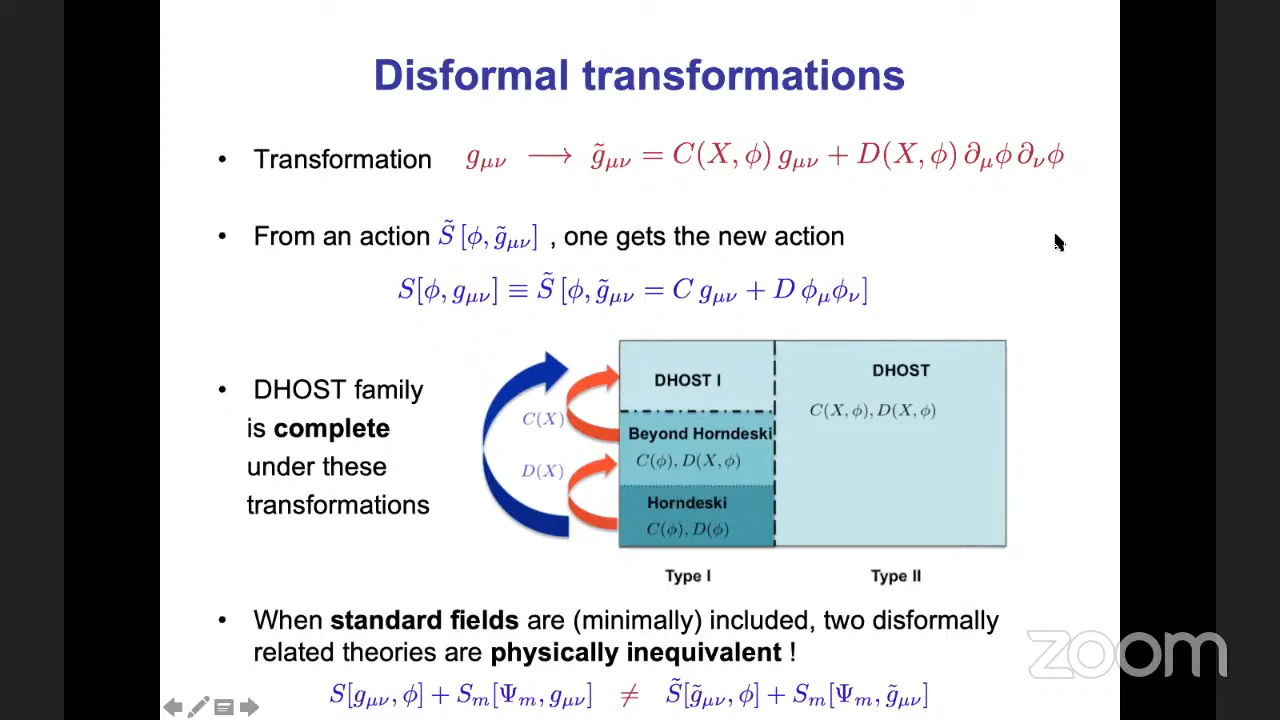 Disformal transformations
• Transformation g_{μν} ⟶ g̃_{μν} = C(X, ϕ) g_{μν} + D(X, ϕ) ∂_μϕ ∂_νϕ
• From an action S̃ [ϕ, g̃_{μν}] , one gets the new action
S[ϕ, g_{μν}] ≡ S̃ [ϕ, g̃_{μν} = C g_{μν} + D ϕ_μϕ_ν]
• DHOST family
is complete
under these
transformations
C(X)
D(X)
DHOST I
Beyond Horndeski
C(ϕ), D(X, ϕ)
Horndeski
C(ϕ), D(ϕ)
DHOST
C(X, ϕ), D(X, ϕ)
Type I
Type II
• When standard fields are (minimally) included, two disformally
related theories are physically inequivalent !
S[g_{μν}, ϕ] + S_m[Ψ_m, g_{μν}] ≠ S̃[g̃_{μν}, ϕ] + S_m[Ψ_m, g̃_{μν}]
zoom